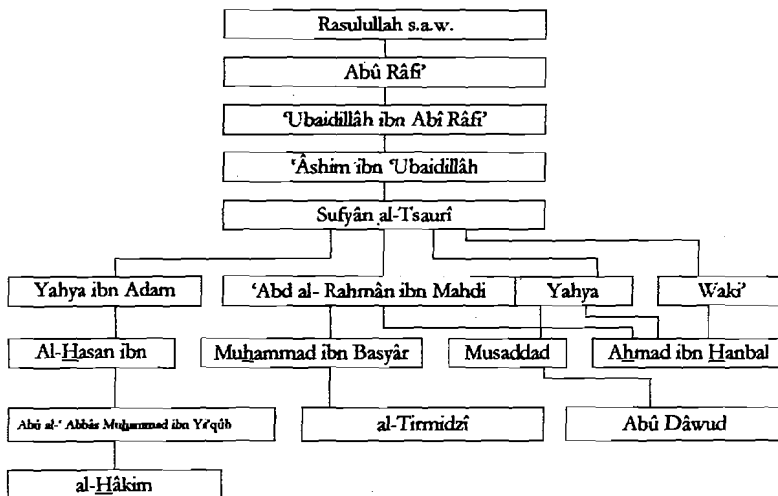 Rasulullah s.a.w.
Abû Râfi’
‘Ubaidillâh ibn Abî Râfi’
‘Âshim ibn ‘Ubaidillâh
Sufyân al-Tsaurî
Yahya ibn Adam
‘Abd al- Rahmân ibn Mahdi
Yahya
Waki’
Al-Hasan ibn
Muhammad ibn Basyâr
Musaddad
Ahmad ibn Hanbal
Abû al-‘ Abbâs Muhammad ibn Ya’qûb
al-Tirmidzî
Abû Dâwud
al-Hâkim